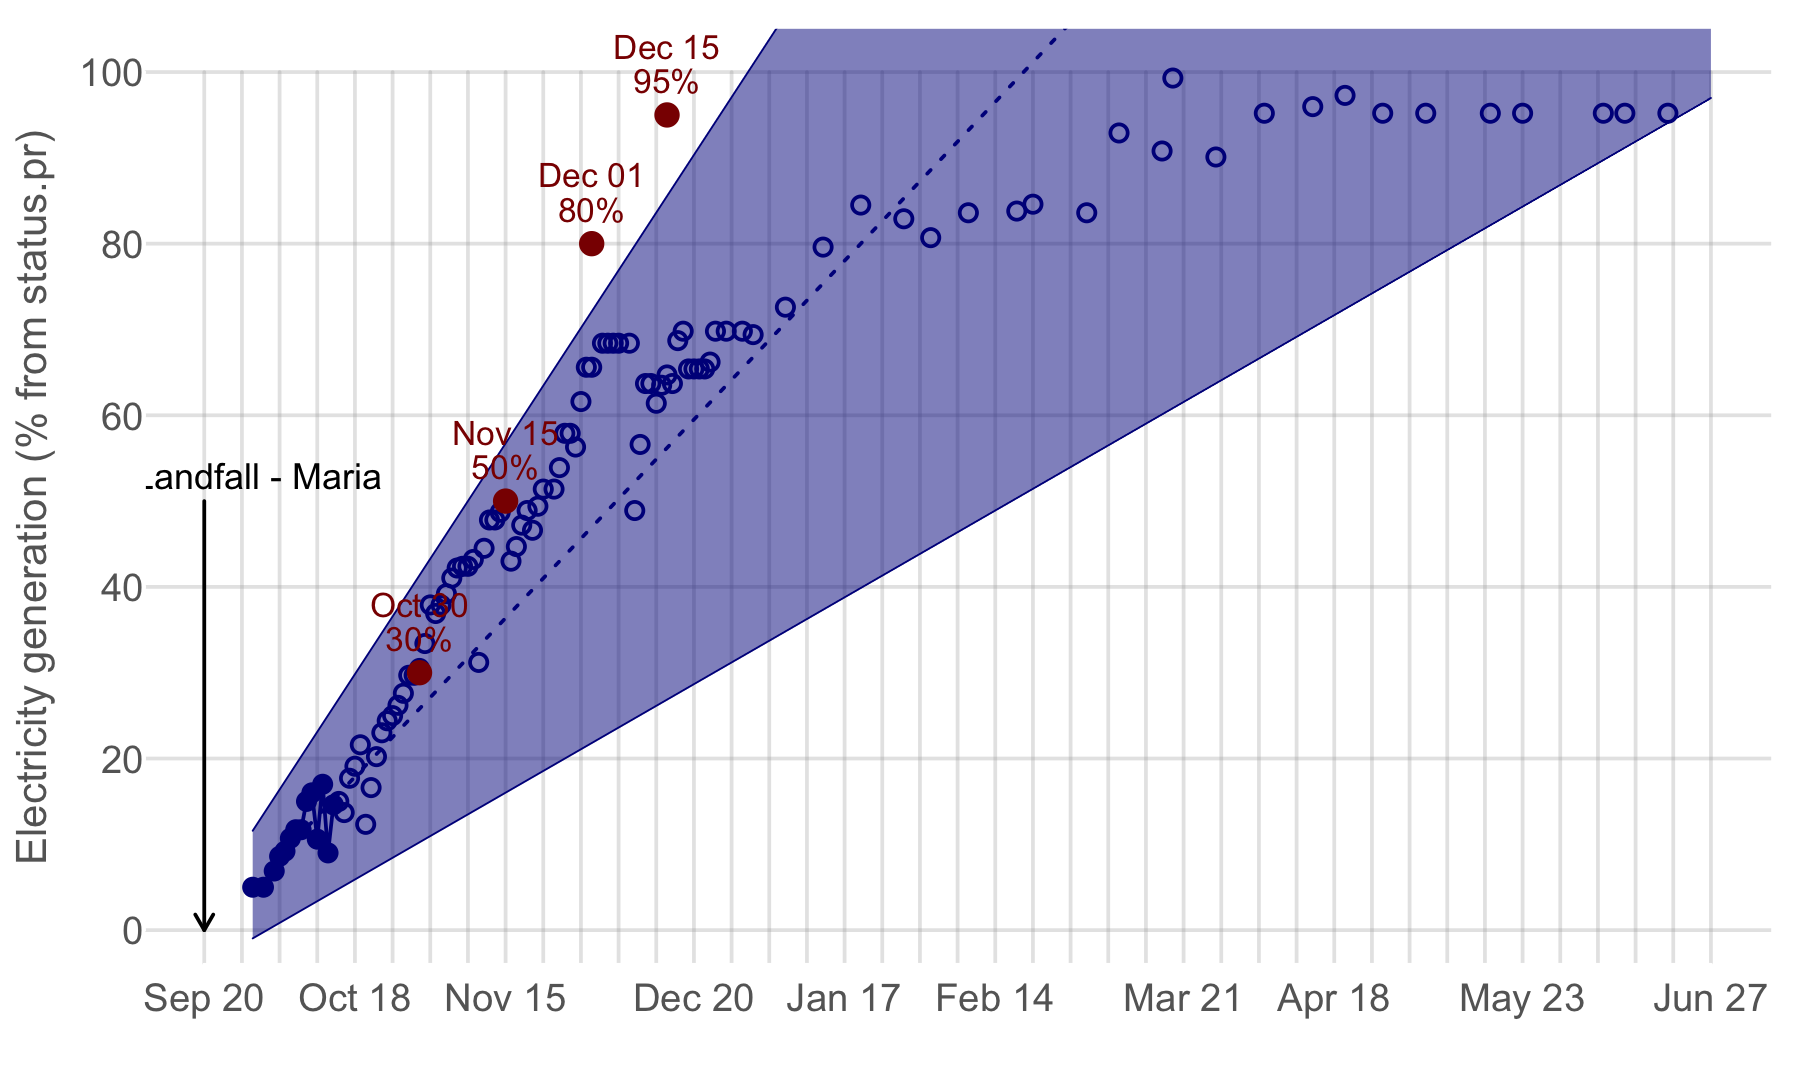 Electricity generation (% from status.pr)
100
80
60
40
20
0
Dec 15
95%
Dec 01
80%
Nov 15
50%
Oct 30
30%
andfall - Maria
Sep 20 Oct 18 Nov 15 Dec 20 Jan 17 Feb 14 Mar 21 Apr 18 May 23 Jun 27